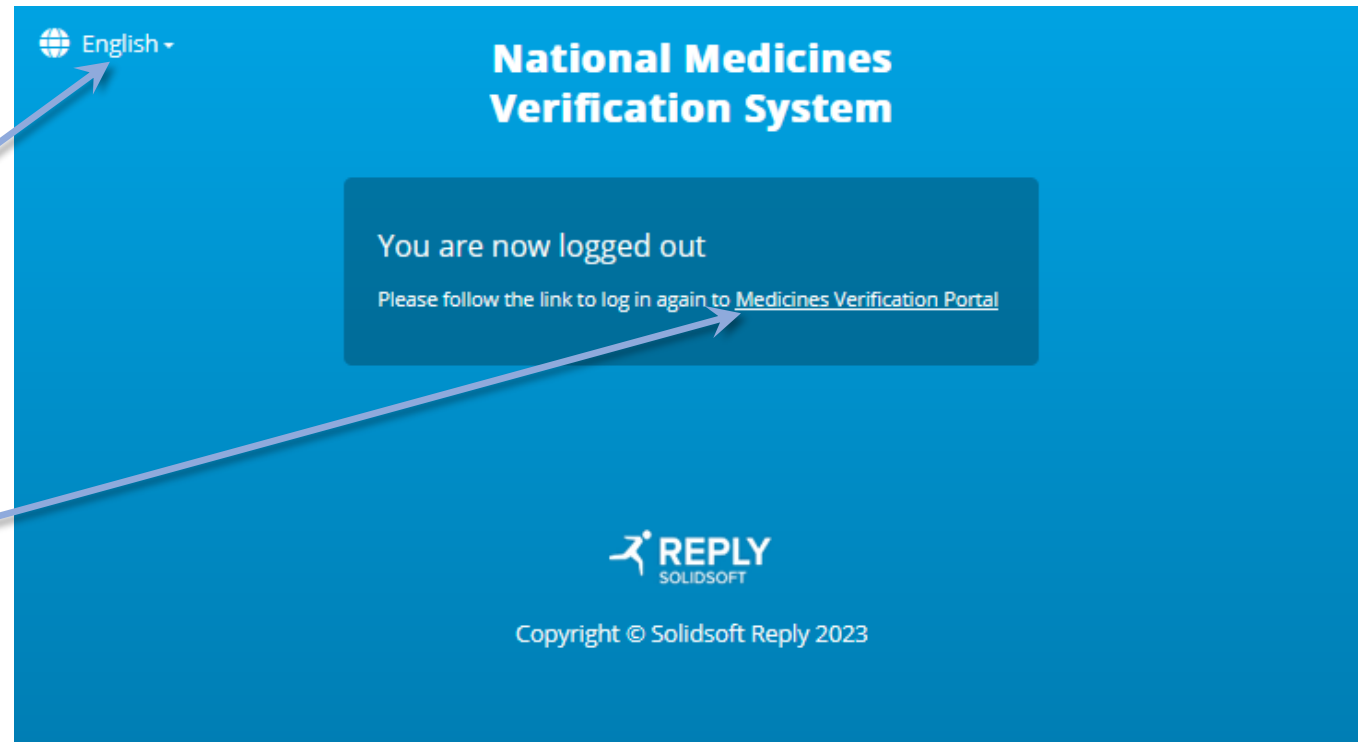 English
National Medicines
Verification System
You are now logged out
Please follow the link to log in again to Medicines Verification Portal
REPLY
SOLIDSOFT
Copyright © Solidsoft Reply 2023